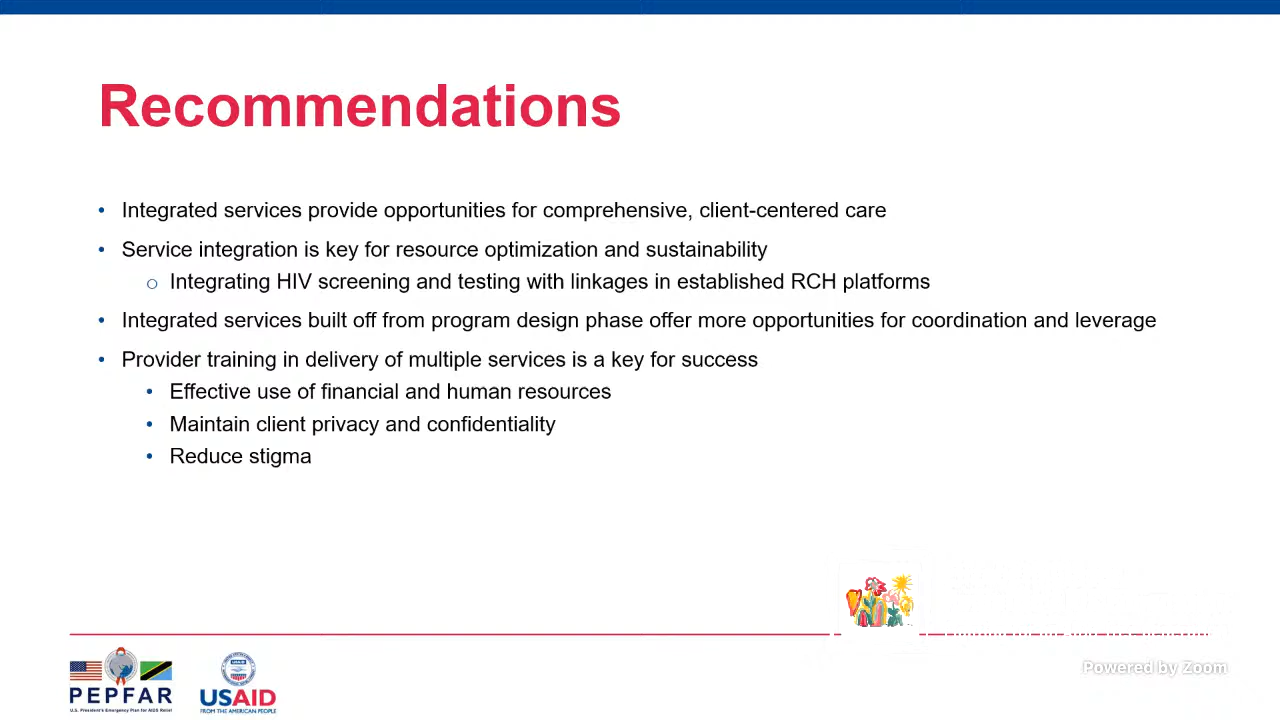 Recommendations
• Integrated services provide opportunities for comprehensive, client-centered care
• Service integration is key for resource optimization and sustainability
o Integrating HIV screening and testing with linkages in established RCH platforms
• Integrated services built off from program design phase offer more opportunities for coordination and leverage
• Provider training in delivery of multiple services is a key for success
• Effective use of financial and human resources
• Maintain client privacy and confidentiality
• Reduce stigma
PEPFAR
U.S. President's Emergency Plan for AIDS Relief
USAID
FROM THE AMERICAN PEOPLE
Powered by Zoom